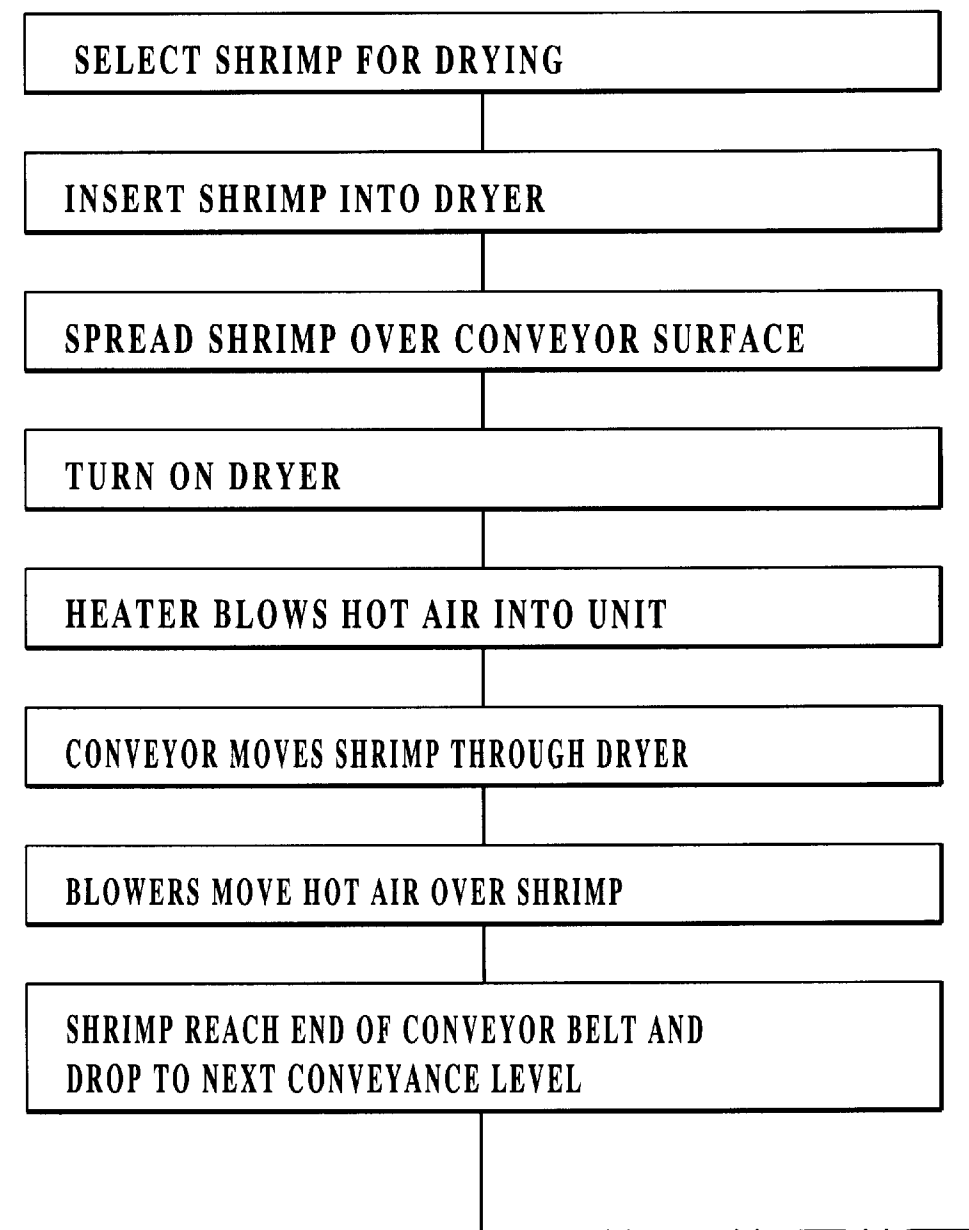 SELECT SHRIMP FOR DRYING
INSERT SHRIMP INTO DRYER
SPREAD SHRIMP OVER CONVEYOR SURFACE
TURN ON DRYER
HEATER BLOWS HOT AIR INTO UNIT
CONVEYOR MOVES SHRIMP THROUGH DRYER
BLOWERS MOVE HOT AIR OVER SHRIMP
SHRIMP REACH END OF CONVEYOR BELT AND
DROP TO NEXT CONVEYANCE LEVEL